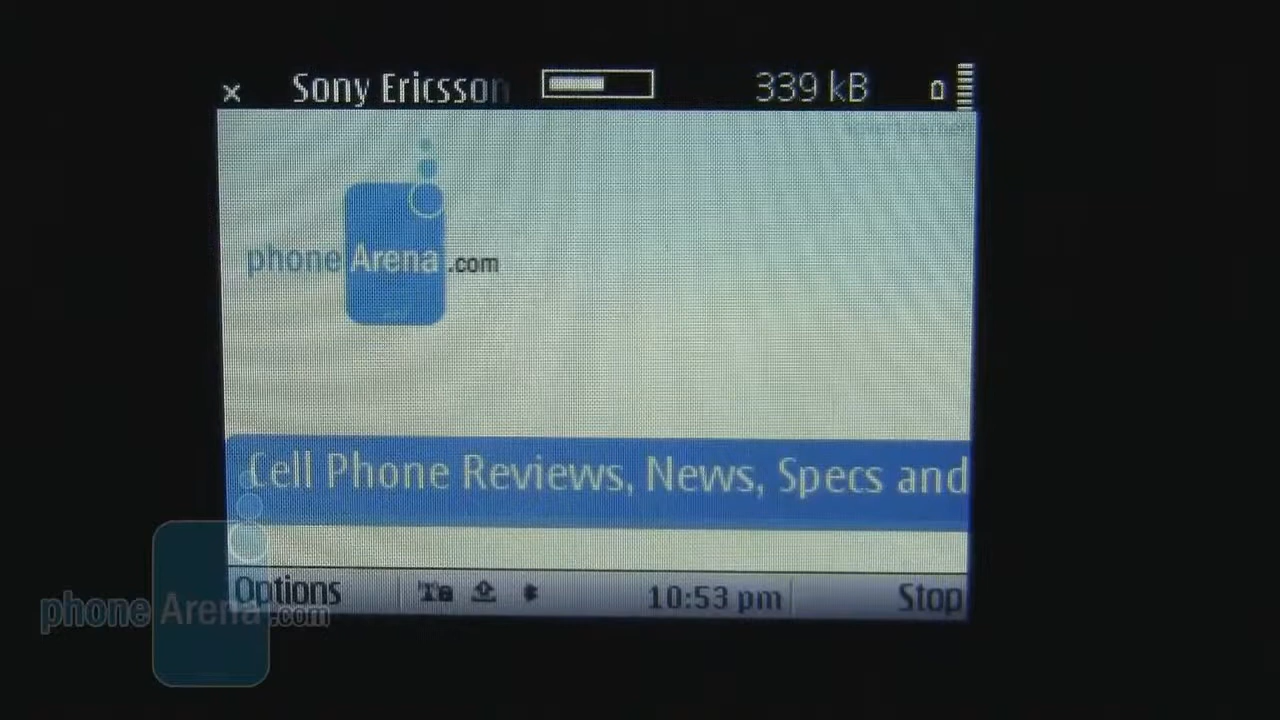 Sony Ericsson
339 kB
Advertisement
phoneArena.com
Cell Phone Reviews, News, Specs and
Options
10:53 pm
Stop
phoneArena.com